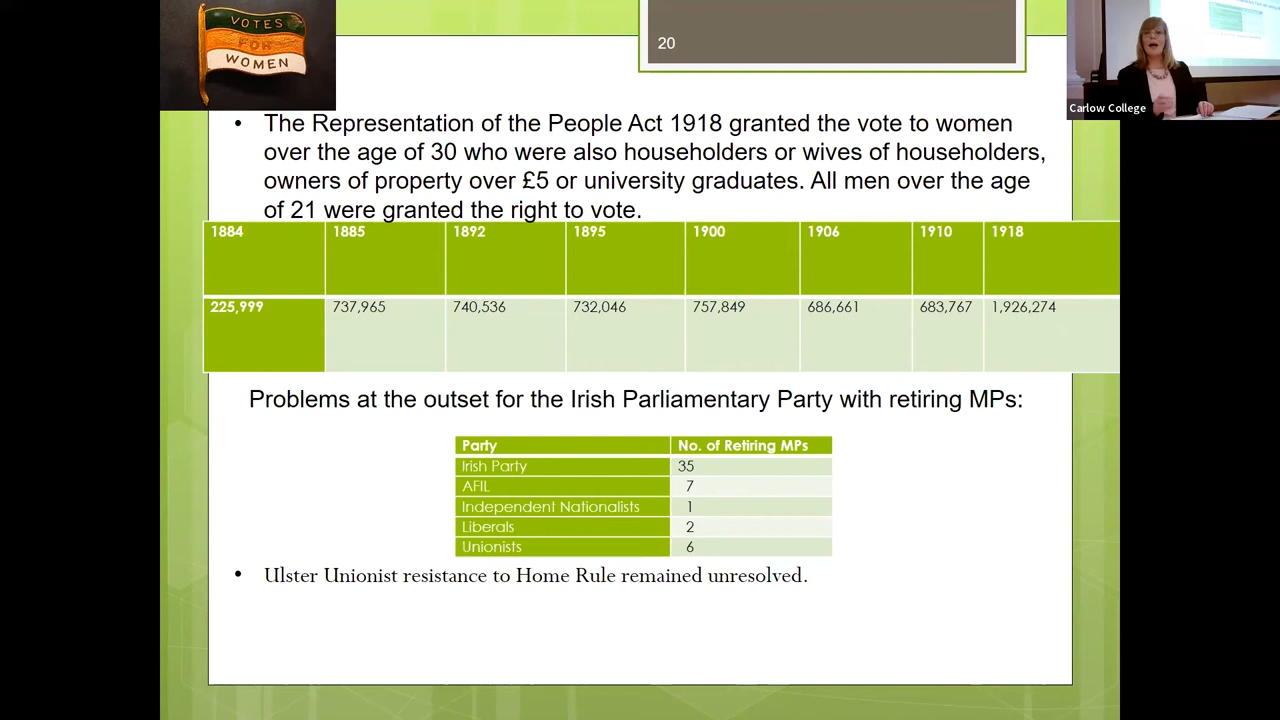 VOTES
FOR
WOMEN
20
Carlow College
• The Representation of the People Act 1918 granted the vote to women
over the age of 30 who were also householders or wives of householders,
owners of property over £5 or university graduates. All men over the age
of 21 were granted the right to vote.
1884 1885 1892 1895 1900 1906 1910 1918
225,999 737,965 740,536 732,046 757,849 686,661 683,767 1,926,274
Problems at the outset for the Irish Parliamentary Party with retiring MPs:
Party No. of Retiring MPs
Irish Party 35
AFIL 7
Independent Nationalists 1
Liberals 2
Unionists 6
• Ulster Unionist resistance to Home Rule remained unresolved.